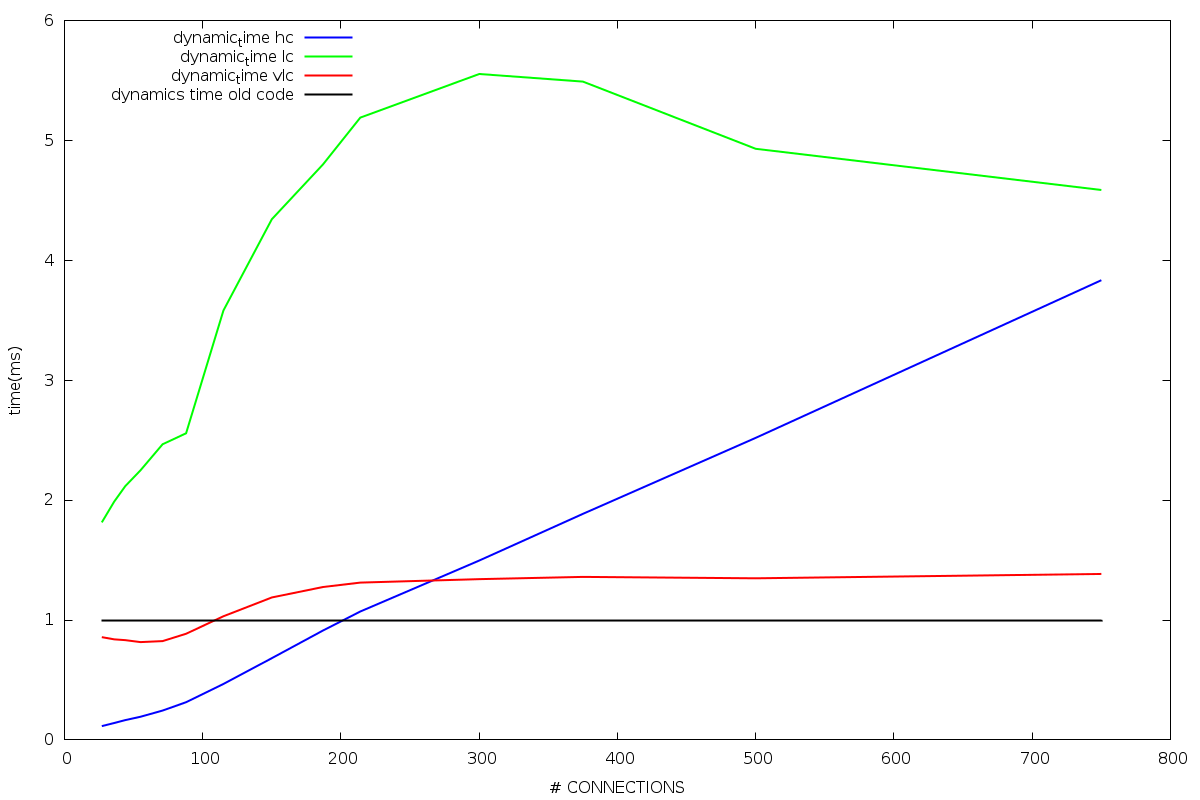 6
5
4
3
2
1
0
time(ms)
dynamic_time hc
dynamic_time lc
dynamic_time vlc
dynamics time old code
0 100 200 300 400 500 600 700 800
# CONNECTIONS